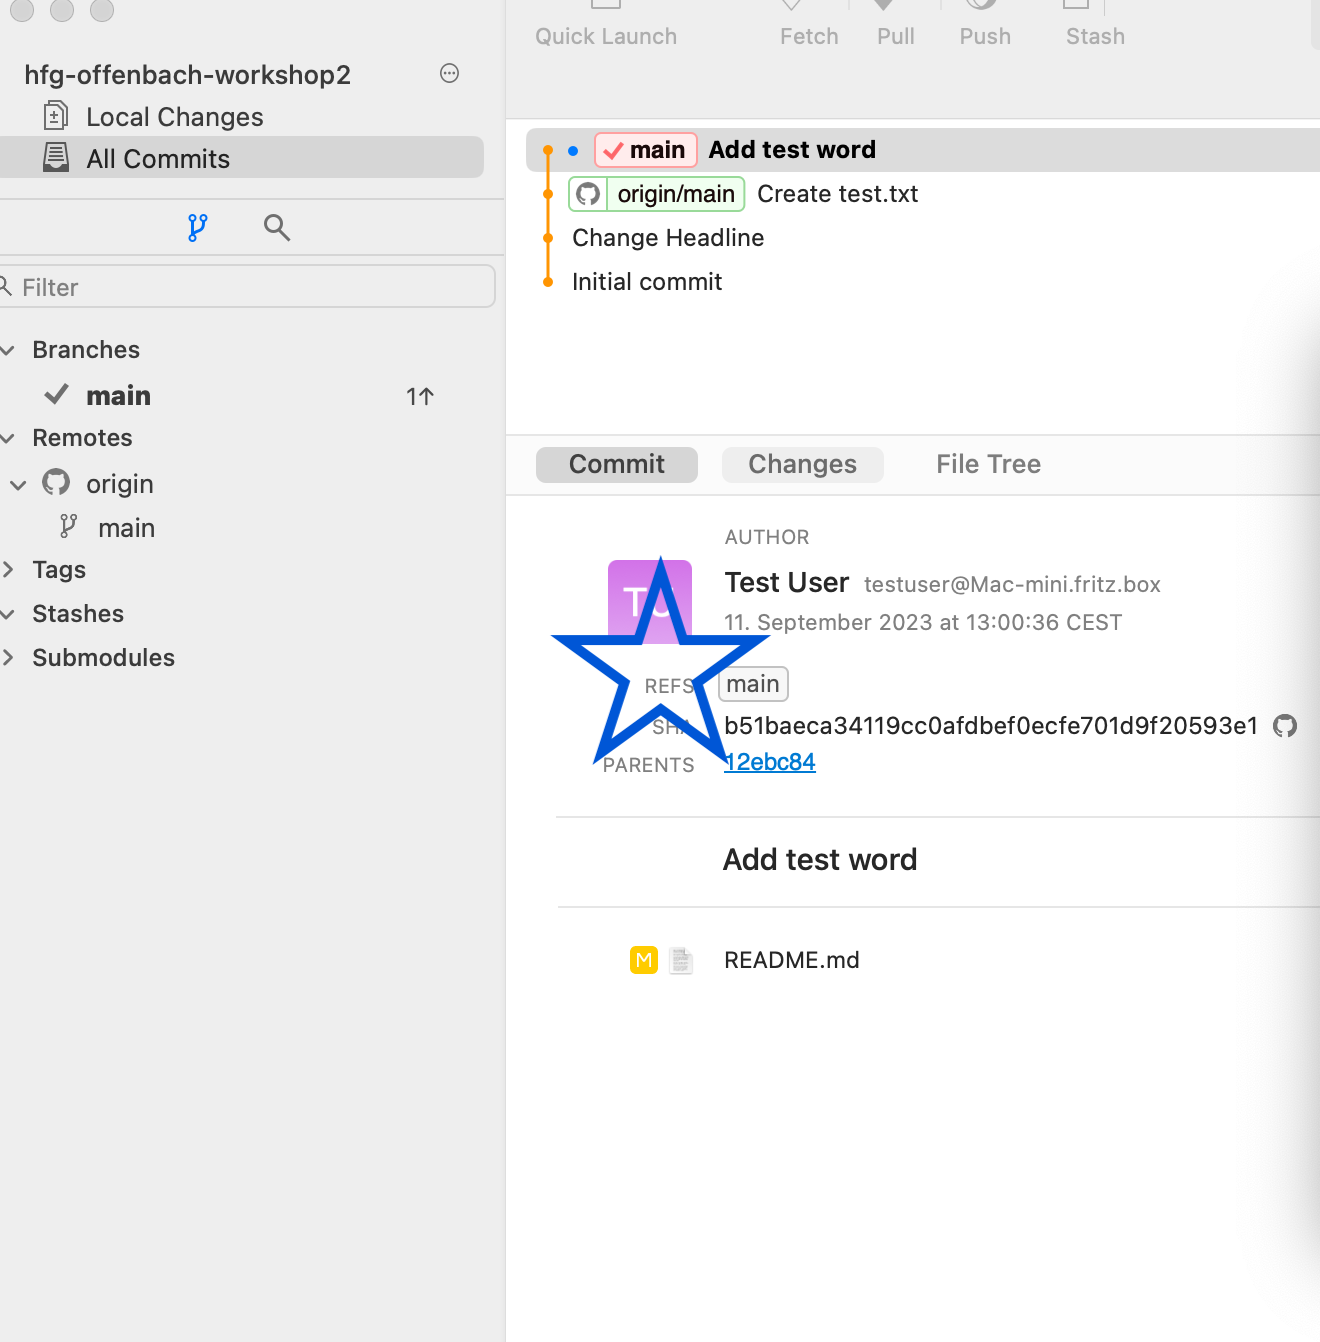 Quick Launch
Fetch
Pull
Push
Stash
hfg-offenbach-workshop2
Local Changes
All Commits
Filter
Branches
main 1↑
Remotes
origin
main
Tags
Stashes
Submodules
main Add test word
origin/main Create test.txt
Change Headline
Initial commit
Commit Changes File Tree
AUTHOR
Test User testuser@Mac-mini.fritz.box
11. September 2023 at 13:00:36 CEST
REFS main
SHA b51baeca34119cc0afdbef0ecfe701d9f20593e1
PARENTS 12ebc84
Add test word
M README.md